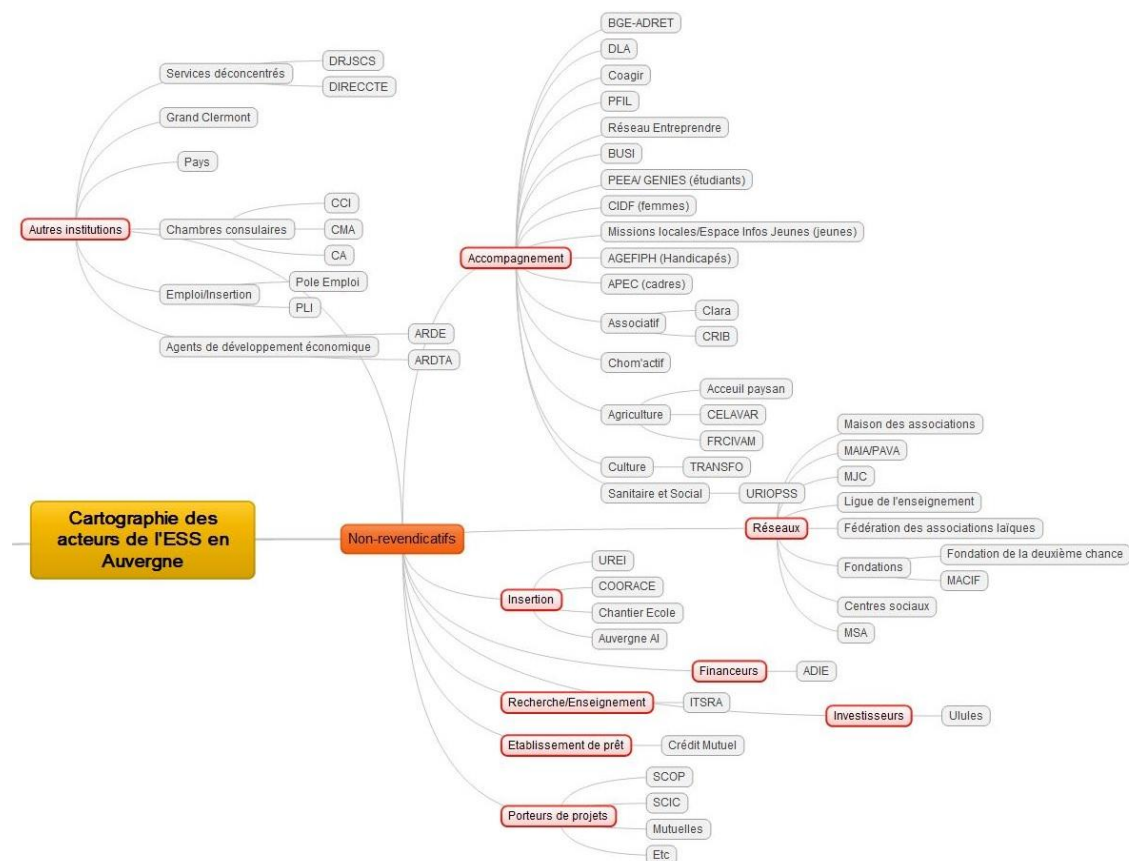 Cartographie des
acteurs de l'ESS en
Auvergne
Non-revendicatifs
Autres institutions
Services déconcentrés
DRJSCS
DIRECCTE
Grand Clermont
Pays
Chambres consulaires
CCI
CMA
CA
Emploi/Insertion
Pole Emploi
PLI
Agents de développement économique
ARDE
ARDTA
Accompagnement
BGE-ADRET
DLA
Coagir
PFIL
Réseau Entreprendre
BUSI
PEEA/ GENIES (étudiants)
CIDF (femmes)
Missions locales/Espace Infos Jeunes (jeunes)
AGEFIPH (Handicapés)
APEC (cadres)
Associatif
Clara
CRIB
Chom'actif
Agriculture
Acceuil paysan
CELAVAR
FRCIVAM
Culture
TRANSFO
Sanitaire et Social
URIOPSS
Réseaux
Maison des associations
MAIA/PAVA
MJC
Ligue de l'enseignement
Fédération des associations laïques
Fondations
Fondation de la deuxième chance
MACIF
Centres sociaux
MSA
Insertion
UREI
COORACE
Chantier Ecole
Auvergne AI
Financeurs
ADIE
Recherche/Enseignement
ITSRA
Investisseurs
Ulules
Etablissement de prêt
Crédit Mutuel
Porteurs de projets
SCOP
SCIC
Mutuelles
Etc